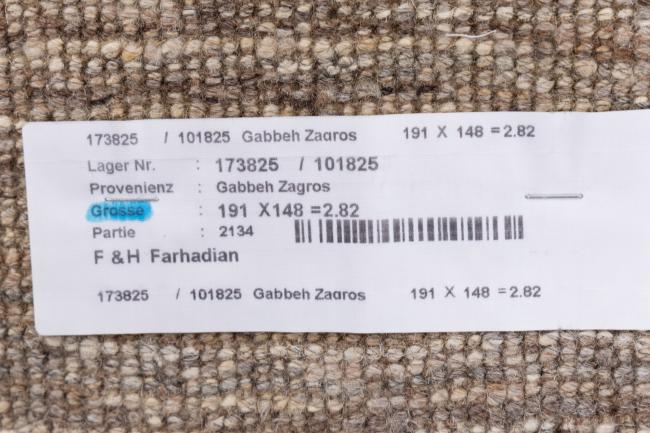 173825 / 101825 Gabbeh Zagros 191 X 148 = 2.82
Lager Nr. : 173825 / 101825
Provenienz : Gabbeh Zagros
Grosse : 191 X148 =2.82
Partie : 2134
F & H Farhadian
173825 / 101825 Gabbeh Zagros 191 X 148 = 2.82